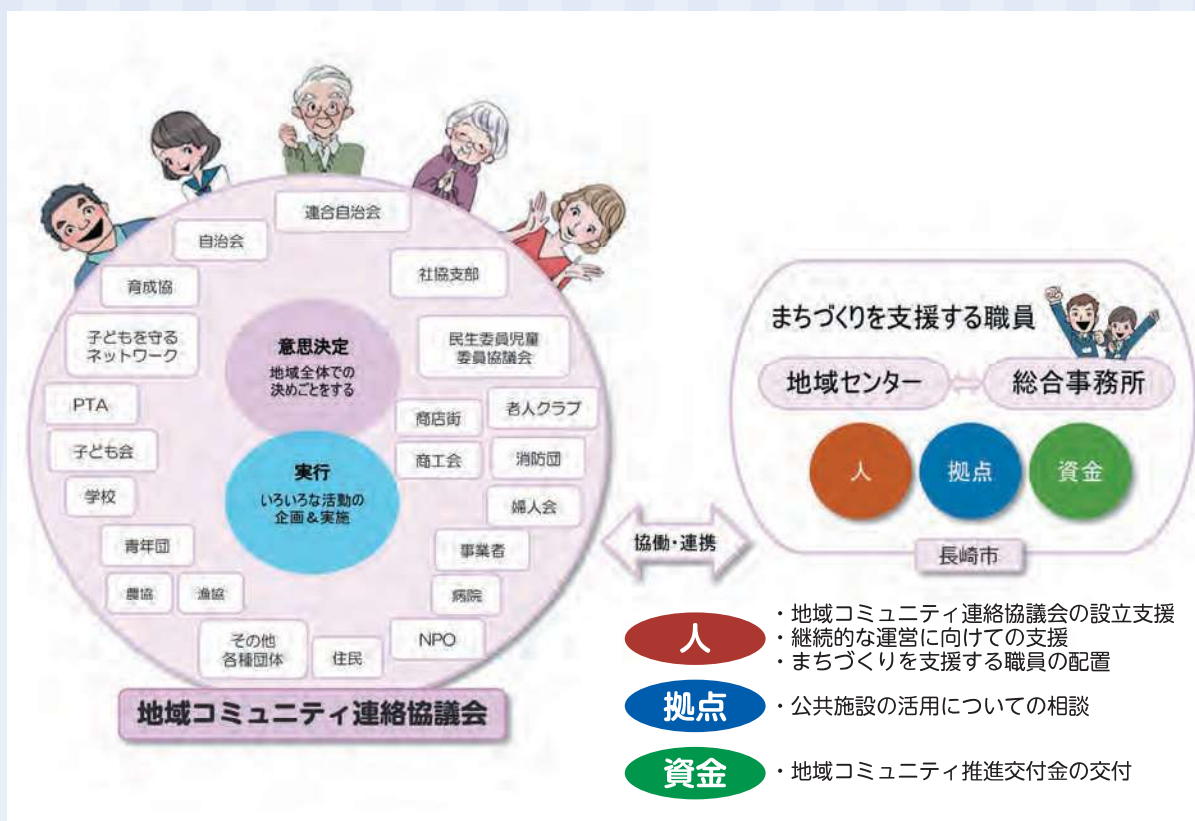 連合自治会
自治会
社協支部
育成協
子どもを守る
ネットワーク
民生委員児童
委員協議会
意思決定
地域全体での
決めごとをする
PTA
商店街
老人クラブ
子ども会
商工会
消防団
実行
いろいろな活動の
企画&実施
学校
婦人会
青年団
事業者
農協
漁協
病院
その他
各種団体
住民
NPO
地域コミュニティ連絡協議会
協働・連携
まちづくりを支援する職員
地域センター
総合事務所
人
拠点
資金
長崎市
人
・地域コミュニティ連絡協議会の設立支援
・継続的な運営に向けての支援
・まちづくりを支援する職員の配置
拠点
・公共施設の活用についての相談
資金
・地域コミュニティ推進交付金の交付